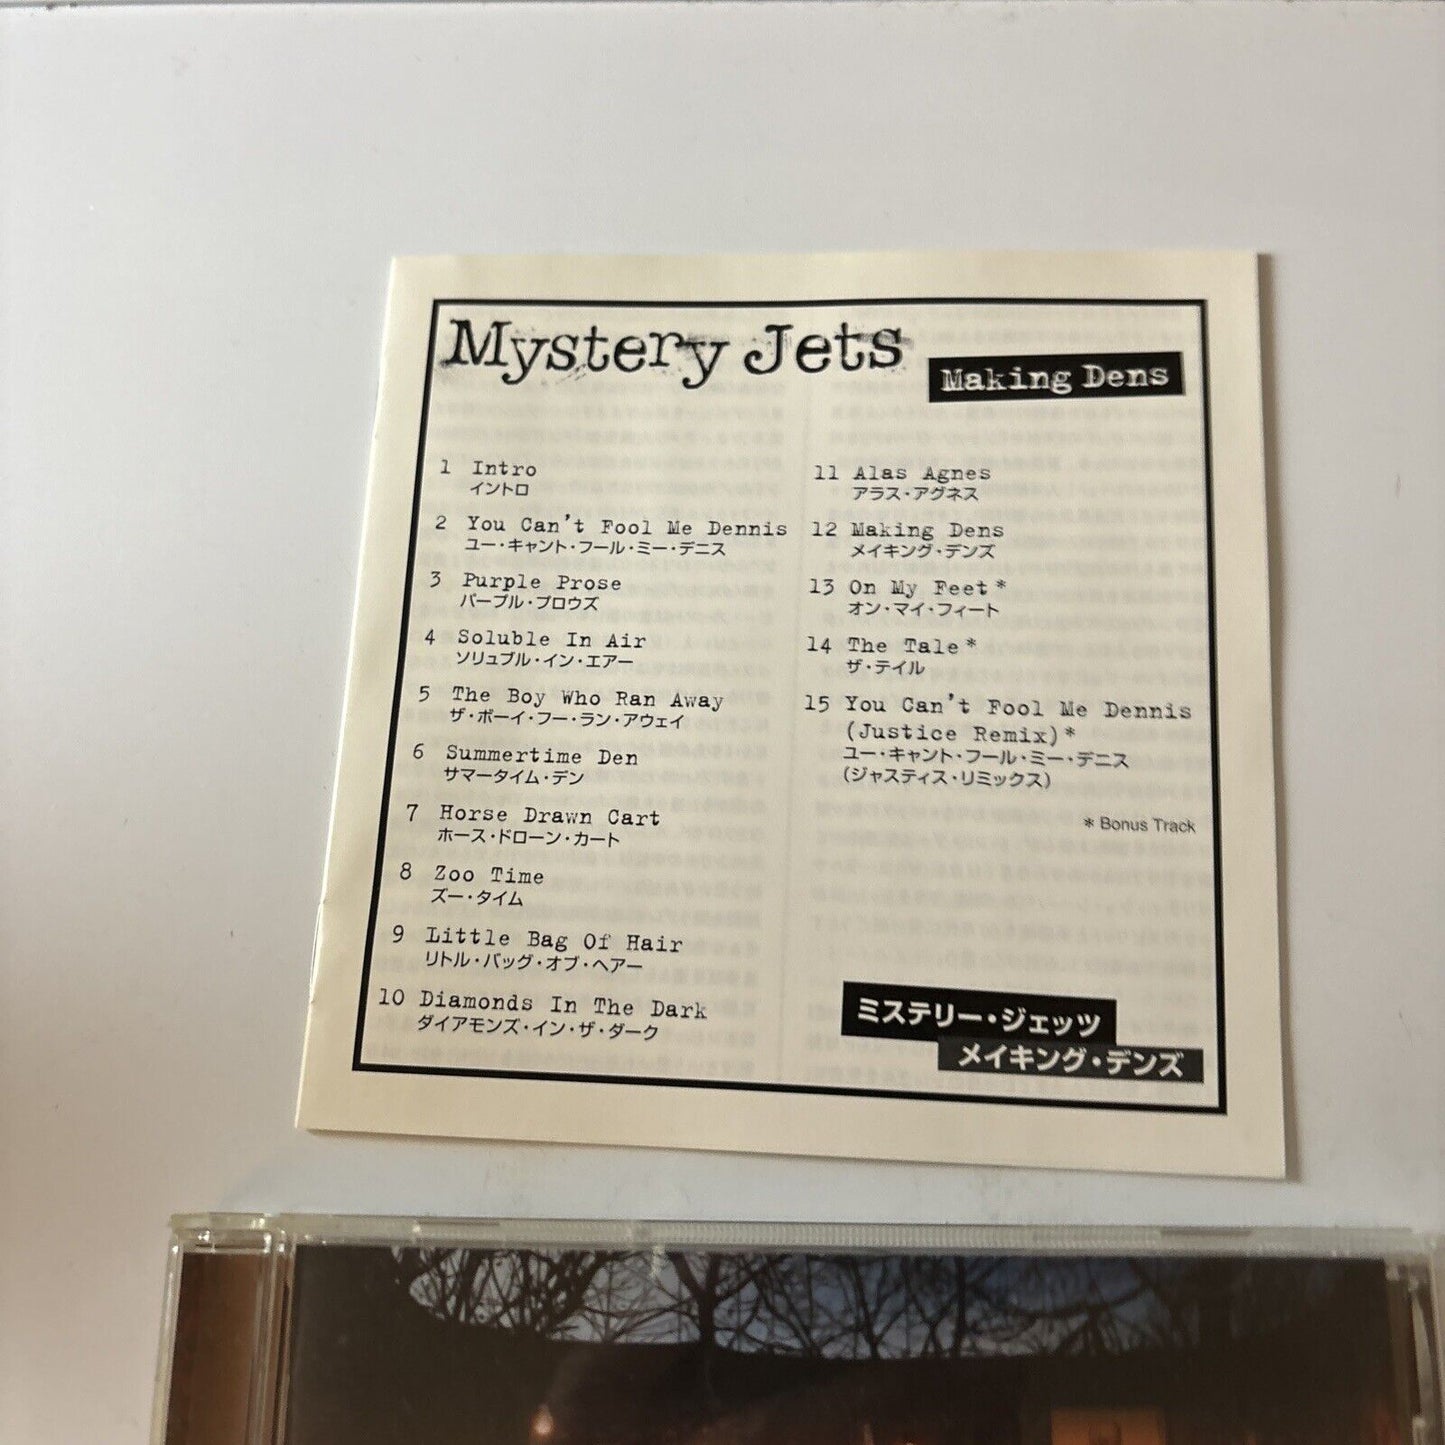 Mystery Jets
Making Dens
1 Intro
イントロ
2 You Can't Fool Me Dennis
ユー・キャント・フール・ミー・デニス
3 Purple Prose
パープル・プロウズ
4 Soluble In Air
ソリュブル・イン・エアー
5 The Boy Who Ran Away
ザ・ボーイ・フー・ラン・アウェイ
6 Summertime Den
サマータイム・デン
7 Horse Drawn Cart
ホース・ドローン・カート
8 Zoo Time
ズー・タイム
9 Little Bag Of Hair
リトル・バッグ・オブ・ヘアー
10 Diamonds In The Dark
ダイアモンズ・イン・ザ・ダーク
11 Alas Agnes
アラス・アグネス
12 Making Dens
メイキング・デンズ
13 On My Feet*
オン・マイ・フィート
14 The Tale*
ザ・テイル
15 You Can't Fool Me Dennis
(Justice Remix)*
ユー・キャント・フール・ミー・デニス
(ジャスティス・リミックス)
* Bonus Track
ミステリー・ジェッツ
メイキング・デンズ